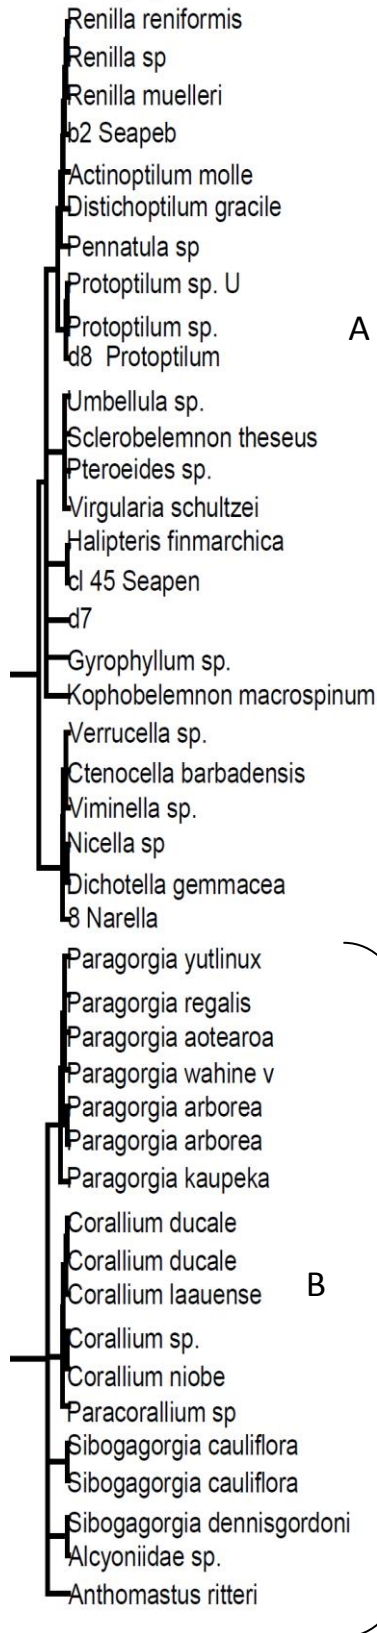 Renilla reniformis
Renilla sp
Renilla muelleri
b2 Seapeb
Actinoptilum molle
Distichoptilum gracile
Pennatula sp
Protoptilum sp. U
Protoptilum sp.
A
d8 Protoptilum
Umbellula sp.
Sclerobelemnon theseus
Pteroeides sp.
Virgularia schultzei
Halipteris finmarchica
cl 45 Seapen
d7
Gyrophyllum sp.
Kophobelemnon macrospinum
Verrucella sp.
Ctenocella barbadensis
Viminella sp.
Nicella sp
Dichotella gemmacea
8 Narella
Paragorgia yutlinux
Paragorgia regalis
Paragorgia aotearoa
Paragorgia wahine v
Paragorgia arborea
Paragorgia arborea
Paragorgia kaupeka
Corallium ducale
Corallium ducale
Corallium laauense
B
Corallium sp.
Corallium niobe
Paracorallium sp
Sibogagorgia cauliflora
Sibogagorgia cauliflora
Sibogagorgia dennisgordoni
Alcyoniidae sp.
Anthomastus ritteri